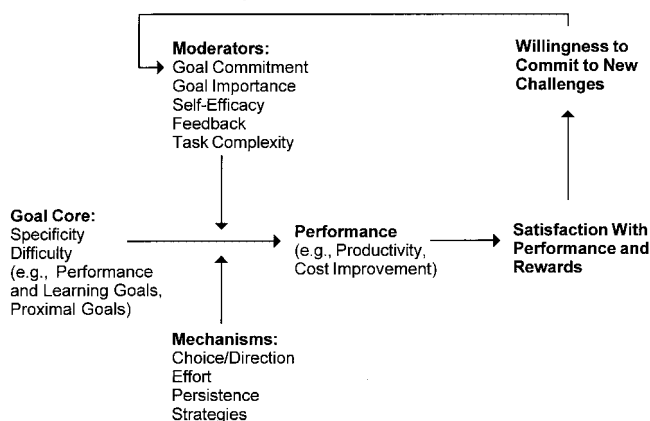 Moderators:
Goal Commitment
Goal Importance
Self-Efficacy
Feedback
Task Complexity
Willingness to
Commit to New
Challenges
Goal Core:
Specificity
Difficulty
(e.g., Performance
and Learning Goals,
Proximal Goals)
Performance
(e.g., Productivity,
Cost Improvement)
Satisfaction With
Performance and
Rewards
Mechanisms:
Choice/Direction
Effort
Persistence
Strategies